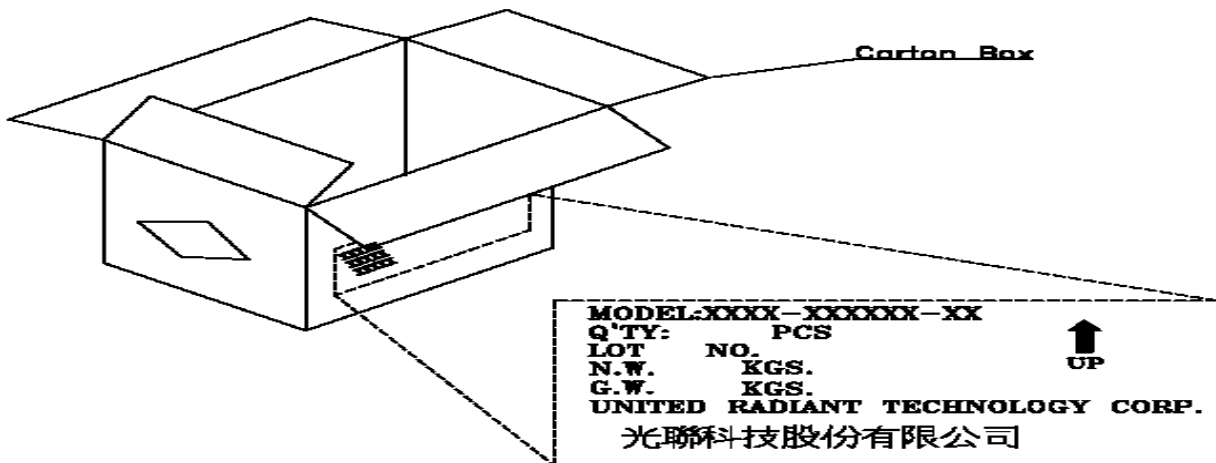 Carton Box
MODEL:XXXX-XXXXXX-XX
Q'TY: PCS
LOT NO.
N.W. KGS.
G.W. KGS.
UP
UNITED RADIANT TECHNOLOGY CORP.
光聯科技股份有限公司